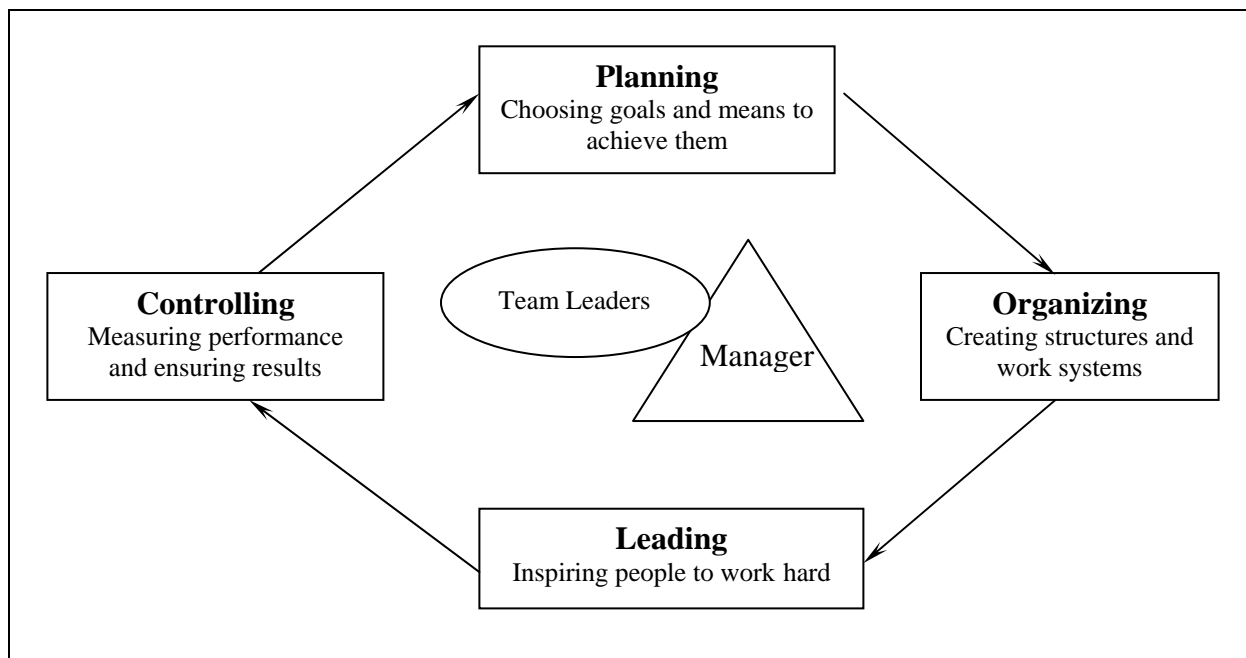 Planning
Choosing goals and means to
achieve them
Team Leaders
Manager
Controlling
Measuring performance
and ensuring results
Organizing
Creating structures and
work systems
Leading
Inspiring people to work hard